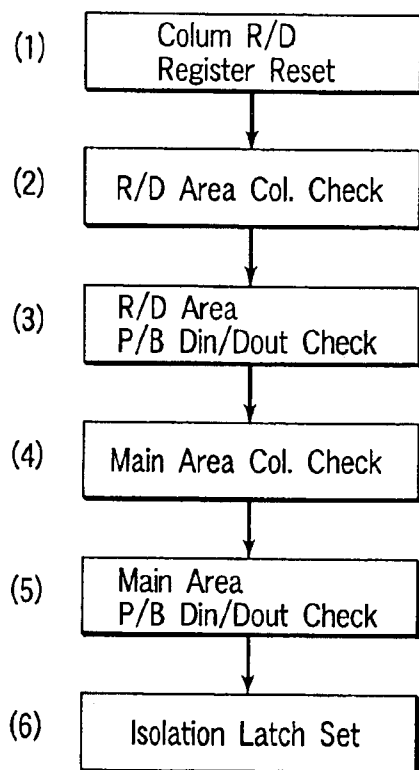 (1)
Colum R/D
Register Reset
(2)
R/D Area Col. Check
(3)
R/D Area
P/B Din/Dout Check
(4)
Main Area Col. Check
(5)
Main Area
P/B Din/Dout Check
(6)
Isolation Latch Set